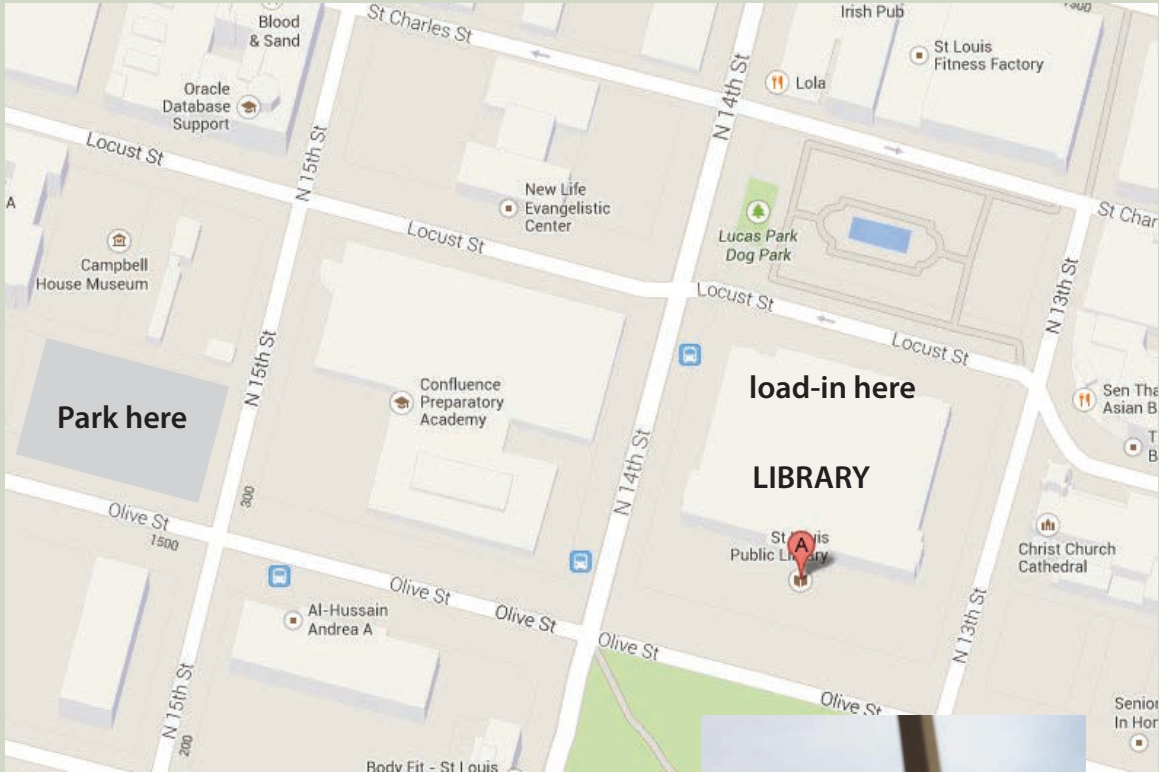 Blood
& Sand
St Charles St
Irish Pub
1300
St Louis
Fitness Factory
Oracle
Database
Support
Lola
N 14th St
N 15th St
Locust St
A
New Life
Evangelistic
Center
St Char
Campbell
House Museum
Locust St
Lucas Park
Dog Park
N 13th St
Locust St
Locust St
N 15th St
Park here
Confluence
Preparatory
Academy
load-in here
Sen Tha
Asian B
T
B
N 14th St
LIBRARY
300
Olive St
1500
St Louis
Public Library
A
Christ Church
Cathedral
Al-Hussain
Andrea A
Olive St
Olive St
Olive St
N 13th St
Olive St
N 15th St
200
Senior
In Hor
Body Fit - St Louis